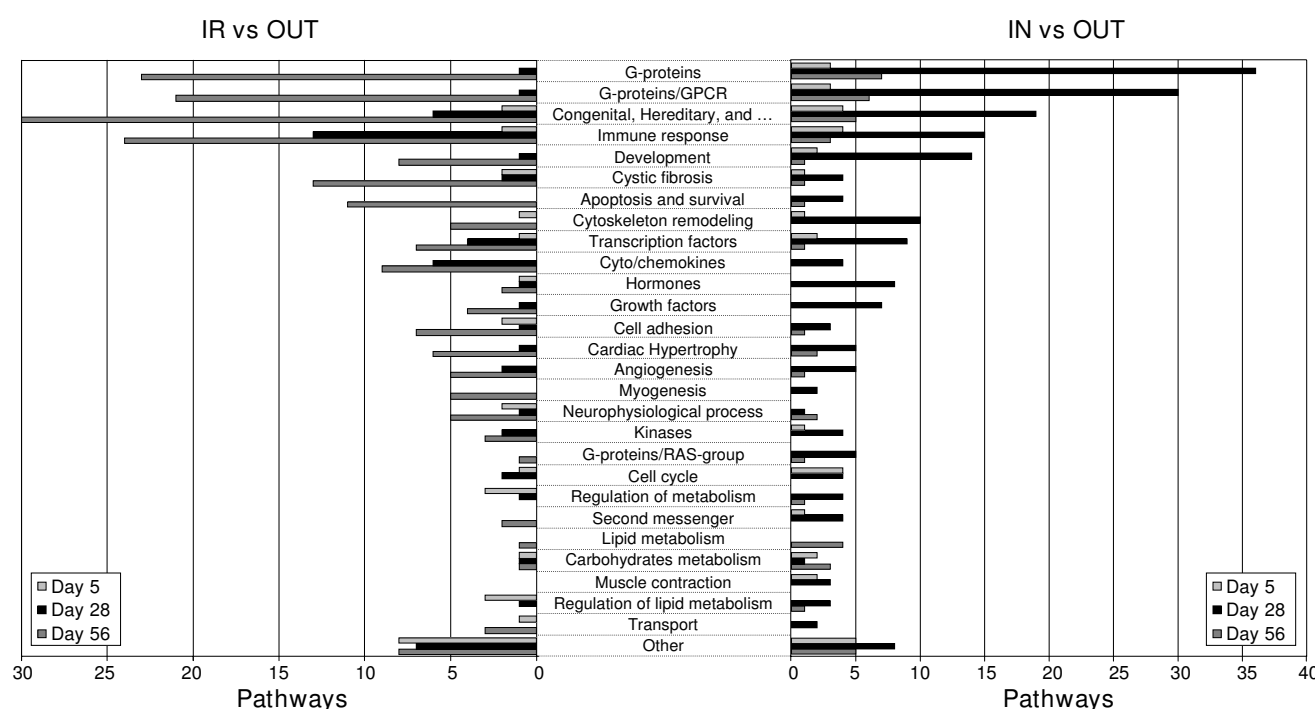 IR vs OUT
IN vs OUT
G-proteins
G-proteins/GPCR
Congenital, Hereditary, and …
Immune response
Development
Cystic fibrosis
Apoptosis and survival
Cytoskeleton remodeling
Transcription factors
Cyto/chemokines
Hormones
Growth factors
Cell adhesion
Cardiac Hypertrophy
Angiogenesis
Myogenesis
Neurophysiological process
Kinases
G-proteins/RAS-group
Cell cycle
Regulation of metabolism
Second messenger
Lipid metabolism
Carbohydrates metabolism
Muscle contraction
Regulation of lipid metabolism
Transport
Other
Day 5
Day 28
Day 56
Day 5
Day 28
Day 56
30 25 20 15 10 5 0
0 5 10 15 20 25 30 35 40
Pathways
Pathways